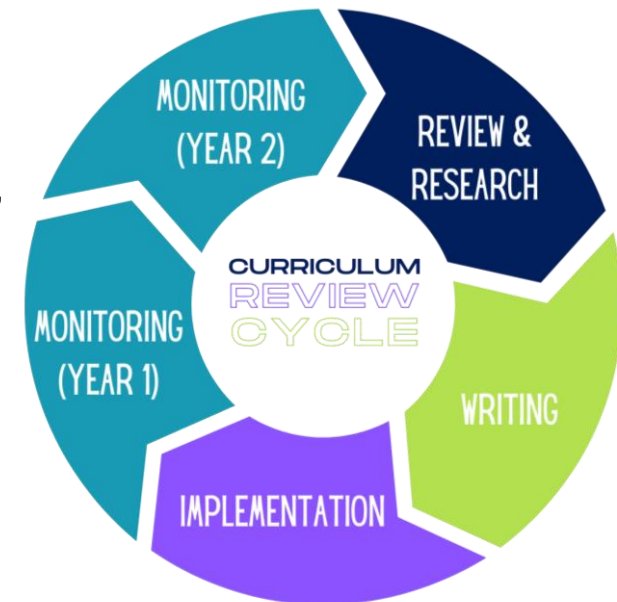 MONITORING
(YEAR 2)
REVIEW &
RESEARCH
CURRICULUM
REVIEW
CYCLE
MONITORING
(YEAR 1)
WRITING
IMPLEMENTATION